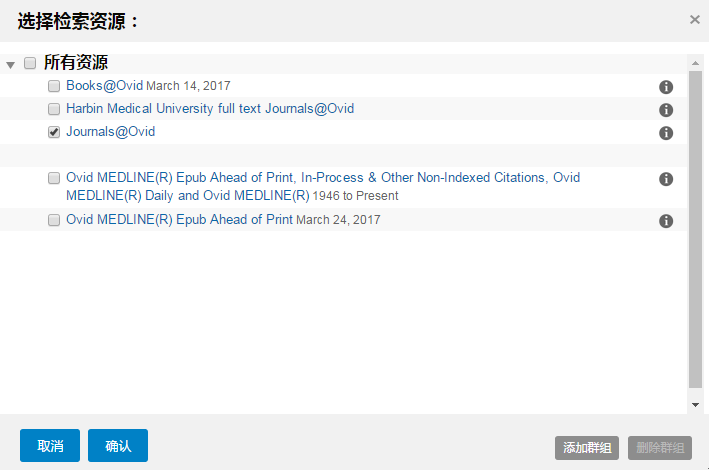 选择检索资源：
×
所有资源
Books@Ovid March 14, 2017
Harbin Medical University full text Journals@Ovid
Journals@Ovid
Ovid MEDLINE(R) Epub Ahead of Print, In-Process & Other Non-Indexed Citations, Ovid
MEDLINE(R) Daily and Ovid MEDLINE(R) 1946 to Present
Ovid MEDLINE(R) Epub Ahead of Print March 24, 2017
取消 确认 添加群组 删除群组